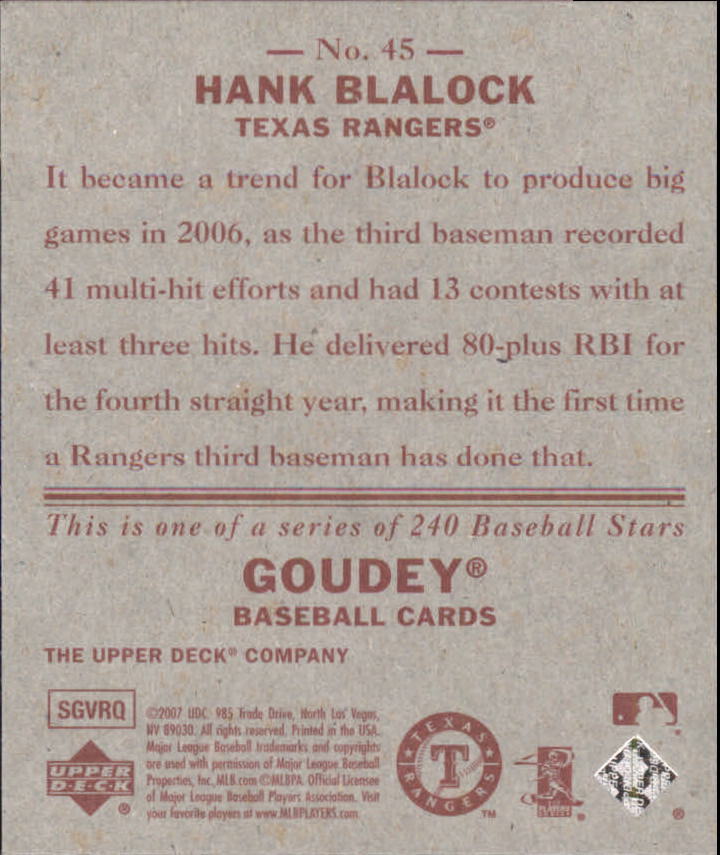 — No. 45 —
HANK BLALOCK
TEXAS RANGERS®
It became a trend for Blalock to produce big
games in 2006, as the third baseman recorded
41 multi-hit efforts and had 13 contests with at
least three hits. He delivered 80-plus RBI for
the fourth straight year, making it the first time
a Rangers third baseman has done that.
This is one of a series of 240 Baseball Stars
GOUDEY®
BASEBALL CARDS
THE UPPER DECK® COMPANY
SGVRQ
©2007 UDC 985 Trade Drive, North Las Vegas,
NV 89030. All rights reserved. Printed in the USA.
Major League Baseball trademarks and copyrights
are used with permission of Major League Baseball
Properties, Inc. MLB.com ©MLBPA. Official Licensee
of Major League Baseball Players Association. Visit
your favorite players at www.MLBPLAYERS.com
UPPER
DECK ®
TEXAS
T
RANGERS
TM
PLAYERS
CHOICE
®
®